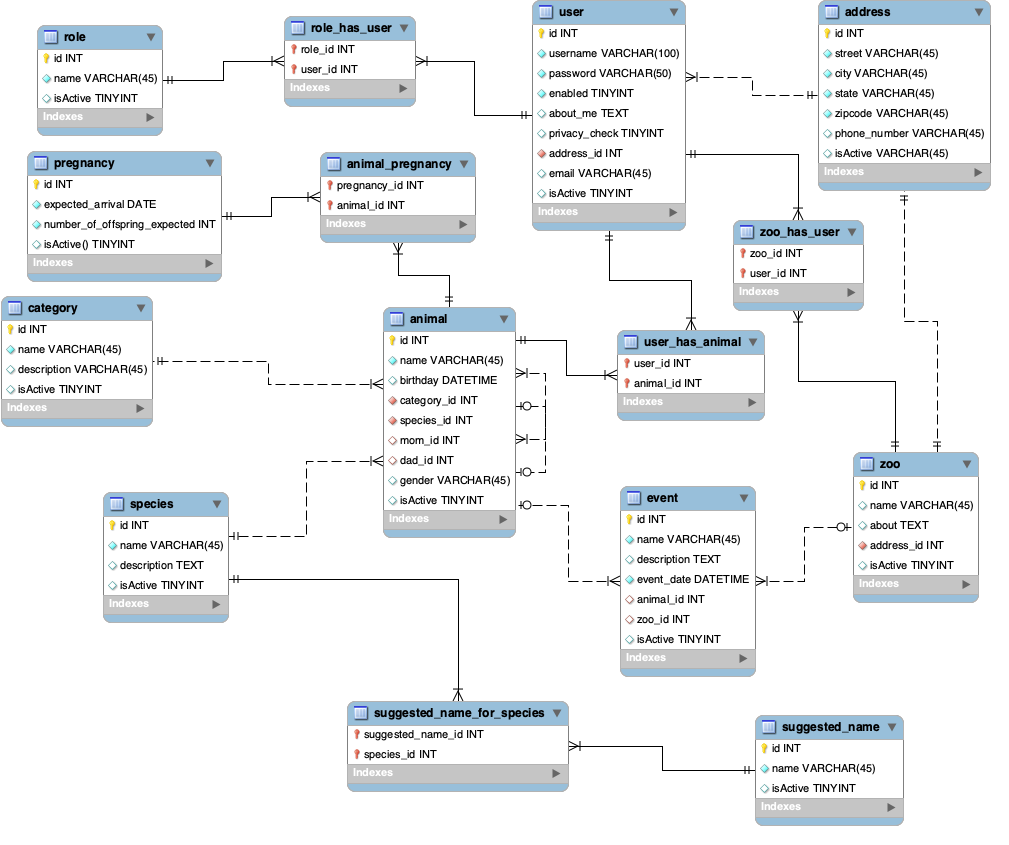 role
id INT
name VARCHAR(45)
isActive TINYINT
Indexes
role_has_user
role_id INT
user_id INT
Indexes
user
id INT
username VARCHAR(100)
password VARCHAR(50)
enabled TINYINT
about_me TEXT
privacy_check TINYINT
address_id INT
email VARCHAR(45)
isActive TINYINT
Indexes
address
id INT
street VARCHAR(45)
city VARCHAR(45)
state VARCHAR(45)
zipcode VARCHAR(45)
phone_number VARCHAR(45)
isActive VARCHAR(45)
Indexes
pregnancy
id INT
expected_arrival DATE
number_of_offspring_expected INT
isActive() TINYINT
Indexes
animal_pregnancy
pregnancy_id INT
animal_id INT
Indexes
zoo_has_user
zoo_id INT
user_id INT
Indexes
category
id INT
name VARCHAR(45)
description VARCHAR(45)
isActive TINYINT
Indexes
animal
id INT
name VARCHAR(45)
birthday DATETIME
category_id INT
species_id INT
mom_id INT
dad_id INT
gender VARCHAR(45)
isActive TINYINT
Indexes
user_has_animal
user_id INT
animal_id INT
Indexes
zoo
id INT
name VARCHAR(45)
about TEXT
address_id INT
isActive TINYINT
Indexes
species
id INT
name VARCHAR(45)
description TEXT
isActive TINYINT
Indexes
event
id INT
name VARCHAR(45)
description TEXT
event_date DATETIME
animal_id INT
zoo_id INT
isActive TINYINT
Indexes
suggested_name_for_species
suggested_name_id INT
species_id INT
Indexes
suggested_name
id INT
name VARCHAR(45)
isActive TINYINT
Indexes